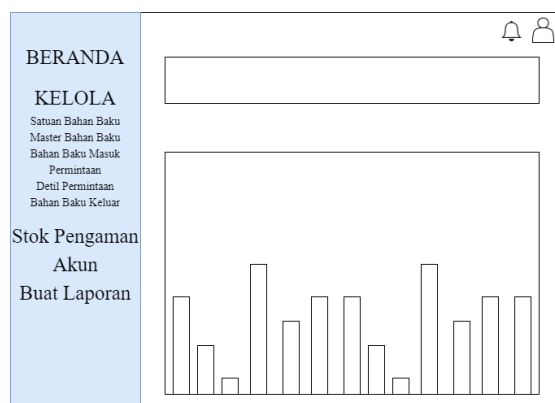 BERANDA
KELOLA
Satuan Bahan Baku
Master Bahan Baku
Bahan Baku Masuk
Permintaan
Detil Permintaan
Bahan Baku Keluar
Stok Pengaman
Akun
Buat Laporan